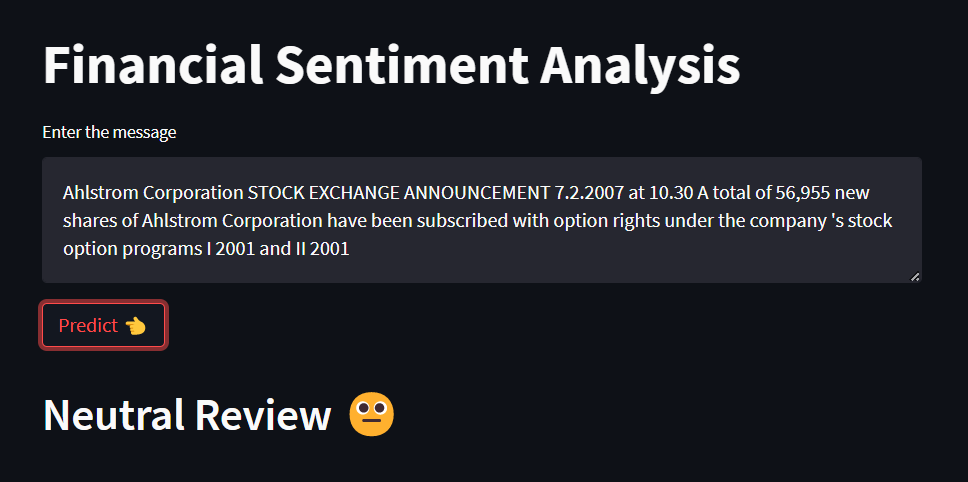 Financial Sentiment Analysis
Enter the message
Ahlstrom Corporation STOCK EXCHANGE ANNOUNCEMENT 7.2.2007 at 10.30 A total of 56,955 new
shares of Ahlstrom Corporation have been subscribed with option rights under the company 's stock
option programs I 2001 and II 2001
Predict 👈
Neutral Review 😐